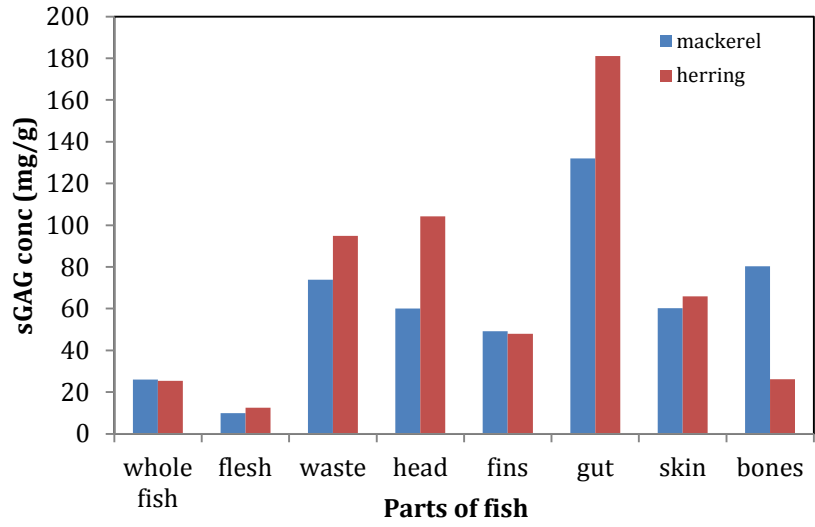 sGAG conc (mg/g)
200
180
160
140
120
100
80
60
40
20
0
mackerel
herring
whole fish
flesh
waste
head
fins
gut
skin
bones
Parts of fish